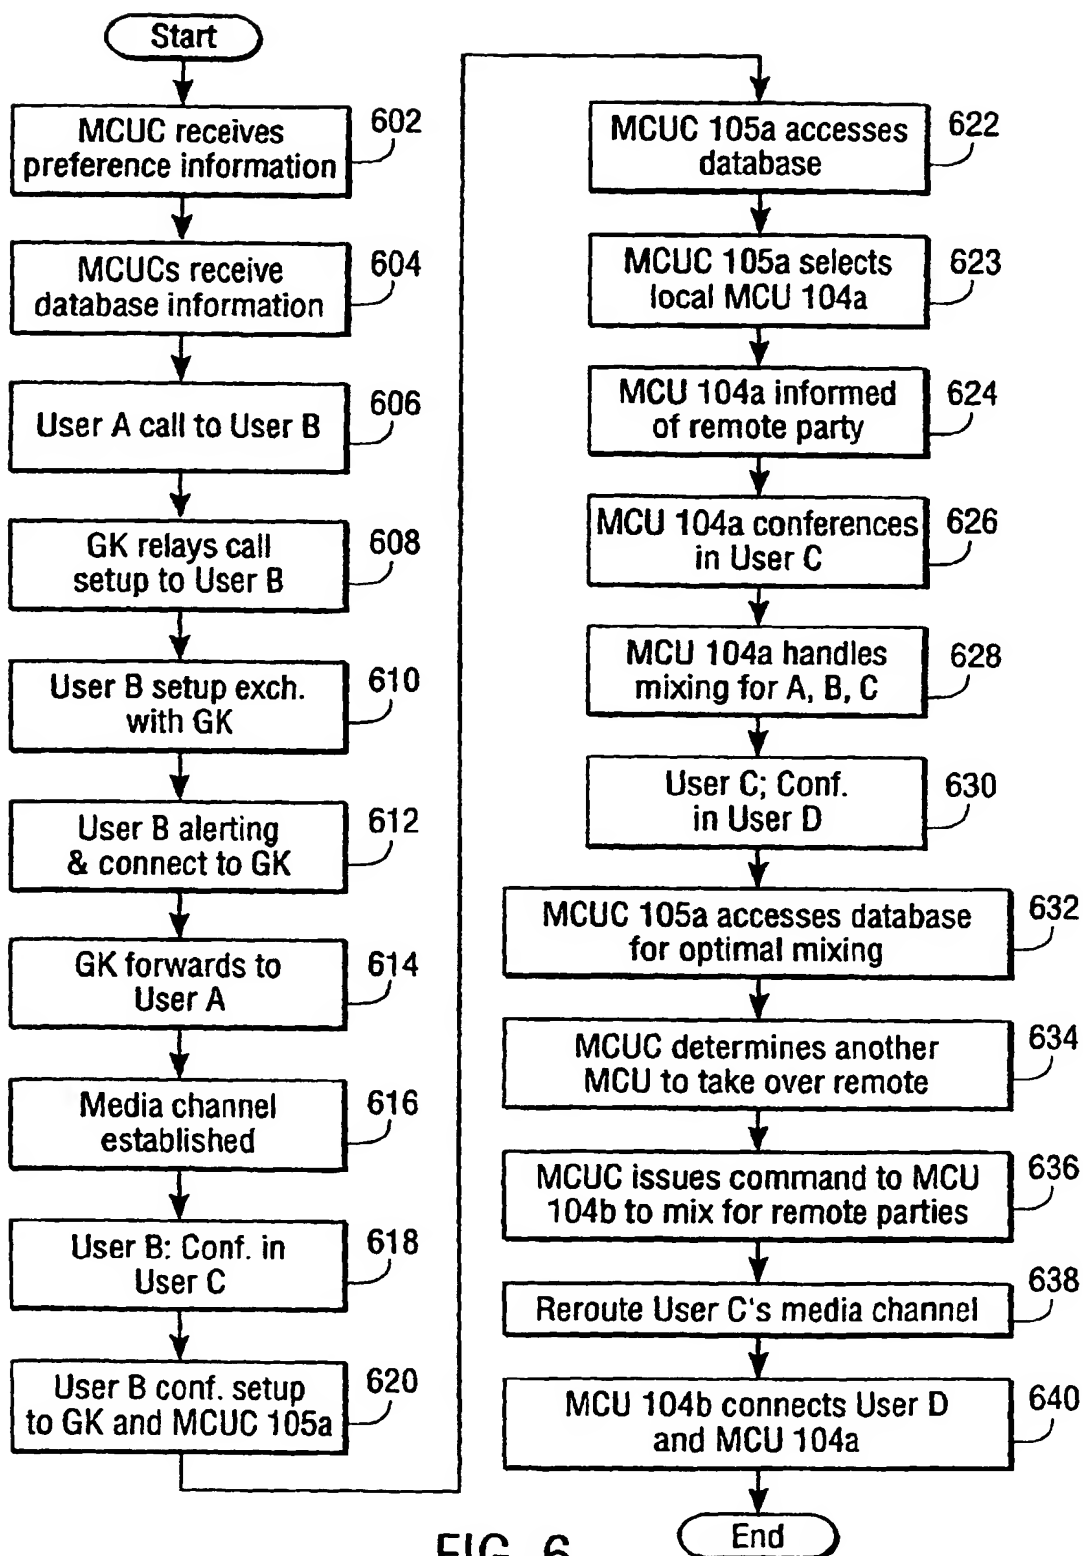 Start
MCUC receives
preference information
602
MCUCs receive
database information
604
User A call to User B
606
GK relays call
setup to User B
608
User B setup exch.
with GK
610
User B alerting
& connect to GK
612
GK forwards to
User A
614
Media channel
established
616
User B: Conf. in
User C
618
User B conf. setup
to GK and MCUC 105a
620
MCUC 105a accesses
database
622
MCUC 105a selects
local MCU 104a
623
MCU 104a informed
of remote party
624
MCU 104a conferences
in User C
626
MCU 104a handles
mixing for A, B, C
628
User C; Conf.
in User D
630
MCUC 105a accesses database
for optimal mixing
632
MCUC determines another
MCU to take over remote
634
MCUC issues command to MCU
104b to mix for remote parties
636
Reroute User C's media channel
638
MCU 104b connects User D
and MCU 104a
640
End
FIG. 6